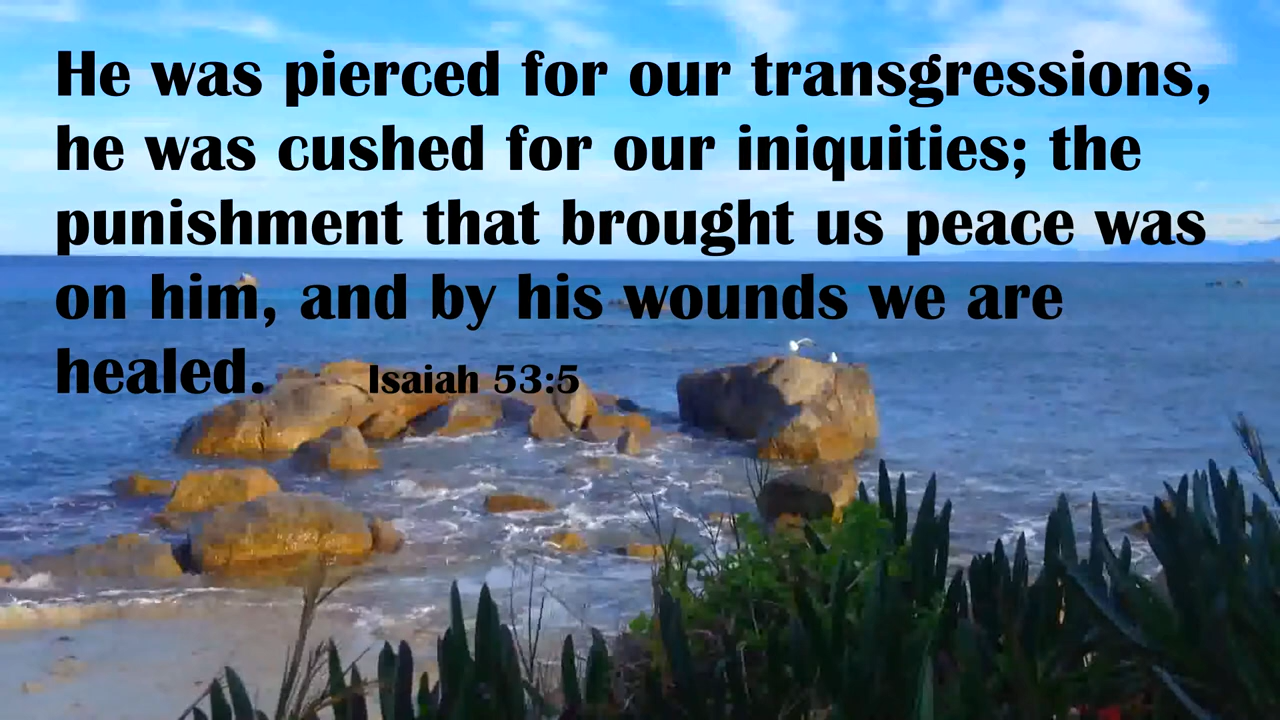 He was pierced for our transgressions,
he was cushed for our iniquities; the
punishment that brought us peace was
on him, and by his wounds we are
healed. Isaiah 53:5